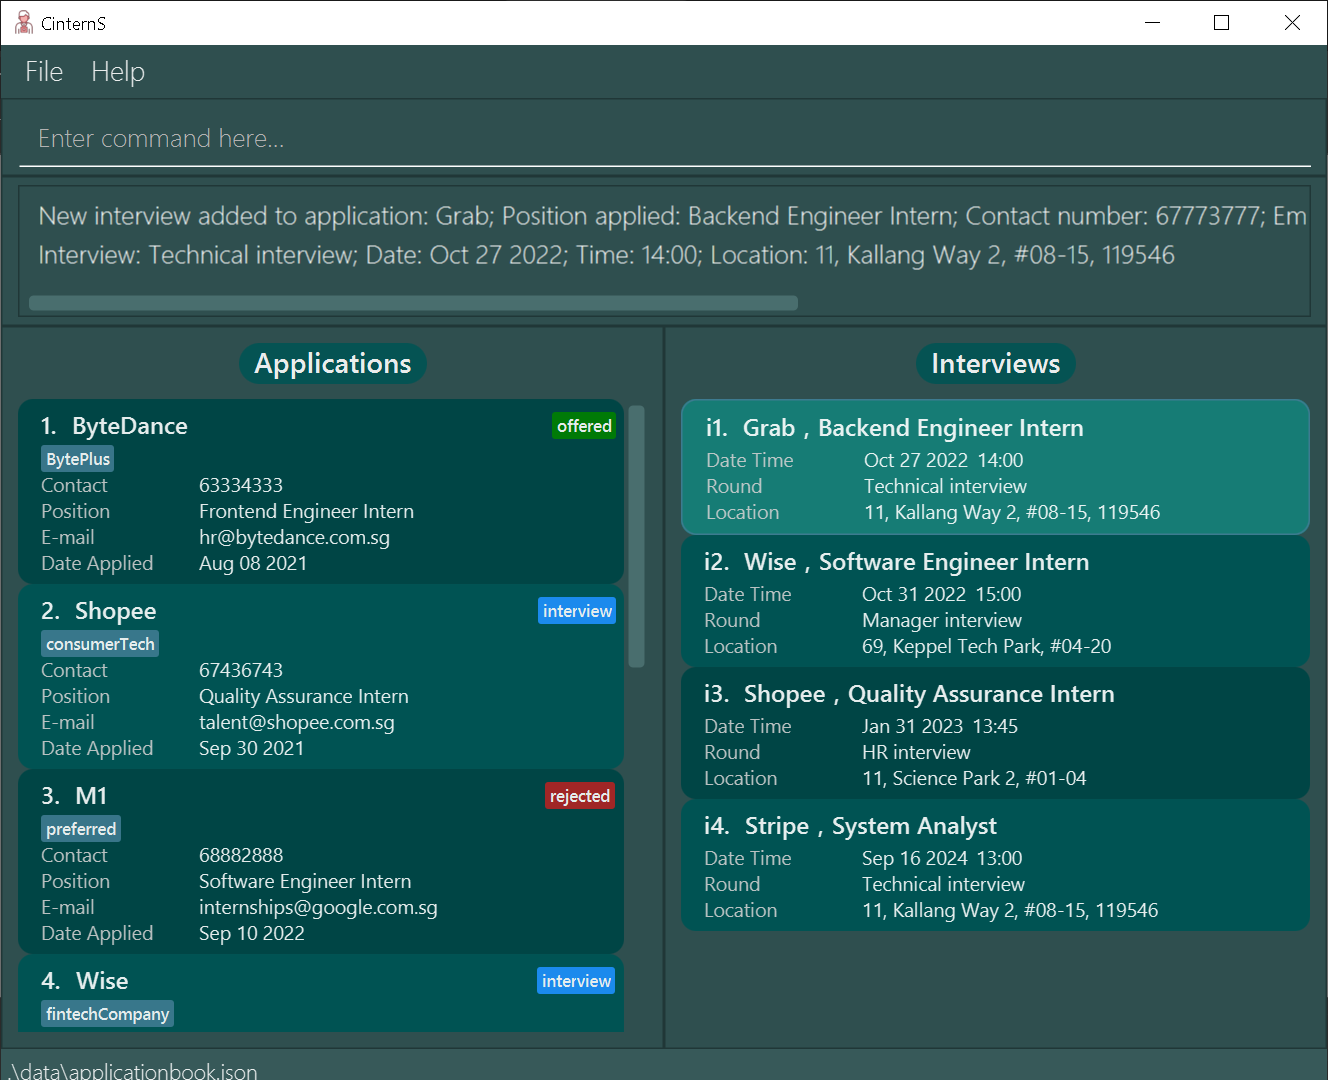 CinternS
File Help
Enter command here...
New interview added to application: Grab; Position applied: Backend Engineer Intern; Contact number: 67773777; Em
Interview: Technical interview; Date: Oct 27 2022; Time: 14:00; Location: 11, Kallang Way 2, #08-15, 119546
Applications
1. ByteDance offered
BytePlus
Contact 63334333
Position Frontend Engineer Intern
E-mail hr@bytedance.com.sg
Date Applied Aug 08 2021
2. Shopee interview
consumerTech
Contact 67436743
Position Quality Assurance Intern
E-mail talent@shopee.com.sg
Date Applied Sep 30 2021
3. M1 rejected
preferred
Contact 68882888
Position Software Engineer Intern
E-mail internships@google.com.sg
Date Applied Sep 10 2022
4. Wise interview
fintechCompany
Interviews
i1. Grab , Backend Engineer Intern
Date Time Oct 27 2022 14:00
Round Technical interview
Location 11, Kallang Way 2, #08-15, 119546
i2. Wise , Software Engineer Intern
Date Time Oct 31 2022 15:00
Round Manager interview
Location 69, Keppel Tech Park, #04-20
i3. Shopee , Quality Assurance Intern
Date Time Jan 31 2023 13:45
Round HR interview
Location 11, Science Park 2, #01-04
i4. Stripe , System Analyst
Date Time Sep 16 2024 13:00
Round Technical interview
Location 11, Kallang Way 2, #08-15, 119546
.\data\applicationbook.json